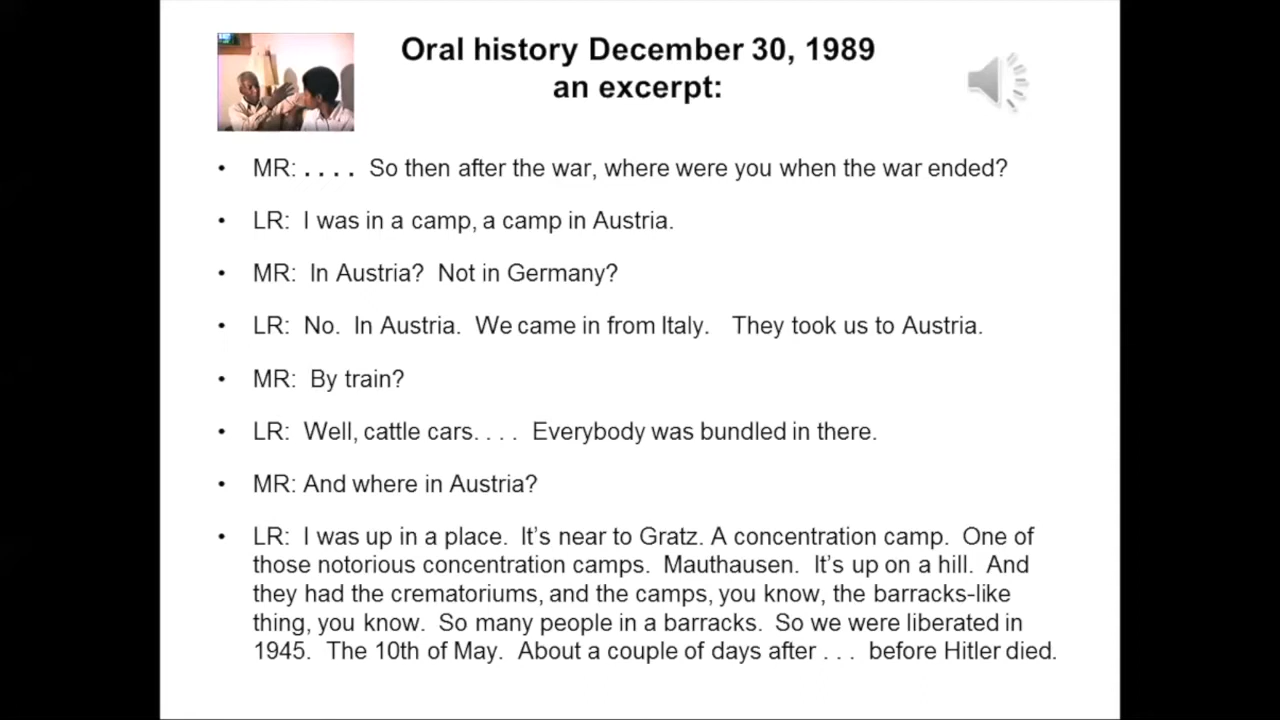 Oral history December 30, 1989
an excerpt:
• MR: . . . .  So then after the war, where were you when the war ended?
• LR:  I was in a camp, a camp in Austria.
• MR:  In Austria?  Not in Germany?
• LR:  No.  In Austria.  We came in from Italy.   They took us to Austria.
• MR:  By train?
• LR:  Well, cattle cars. . . .  Everybody was bundled in there.
• MR: And where in Austria?
• LR:  I was up in a place.  It’s near to Gratz. A concentration camp.  One of
those notorious concentration camps.  Mauthausen.  It’s up on a hill.  And
they had the crematoriums, and the camps, you know, the barracks-like
thing, you know.  So many people in a barracks.  So we were liberated in
1945.  The 10th of May.  About a couple of days after . . .  before Hitler died.